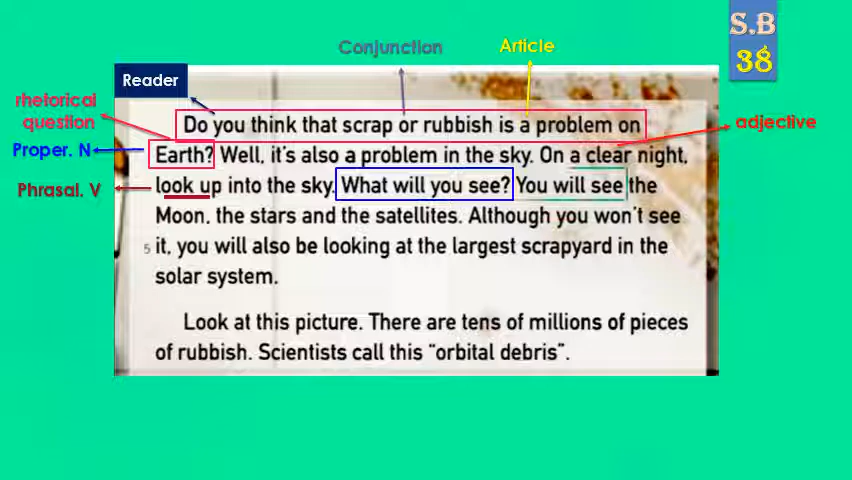 S.B
38
Conjunction
Article
Reader
rhetorical
question
adjective
Proper. N
Phrasal. V
Do you think that scrap or rubbish is a problem on
Earth? Well, it's also a problem in the sky. On a clear night,
look up into the sky. What will you see? You will see the
Moon, the stars and the satellites. Although you won't see
5 it, you will also be looking at the largest scrapyard in the
solar system.
Look at this picture. There are tens of millions of pieces
of rubbish. Scientists call this "orbital debris".